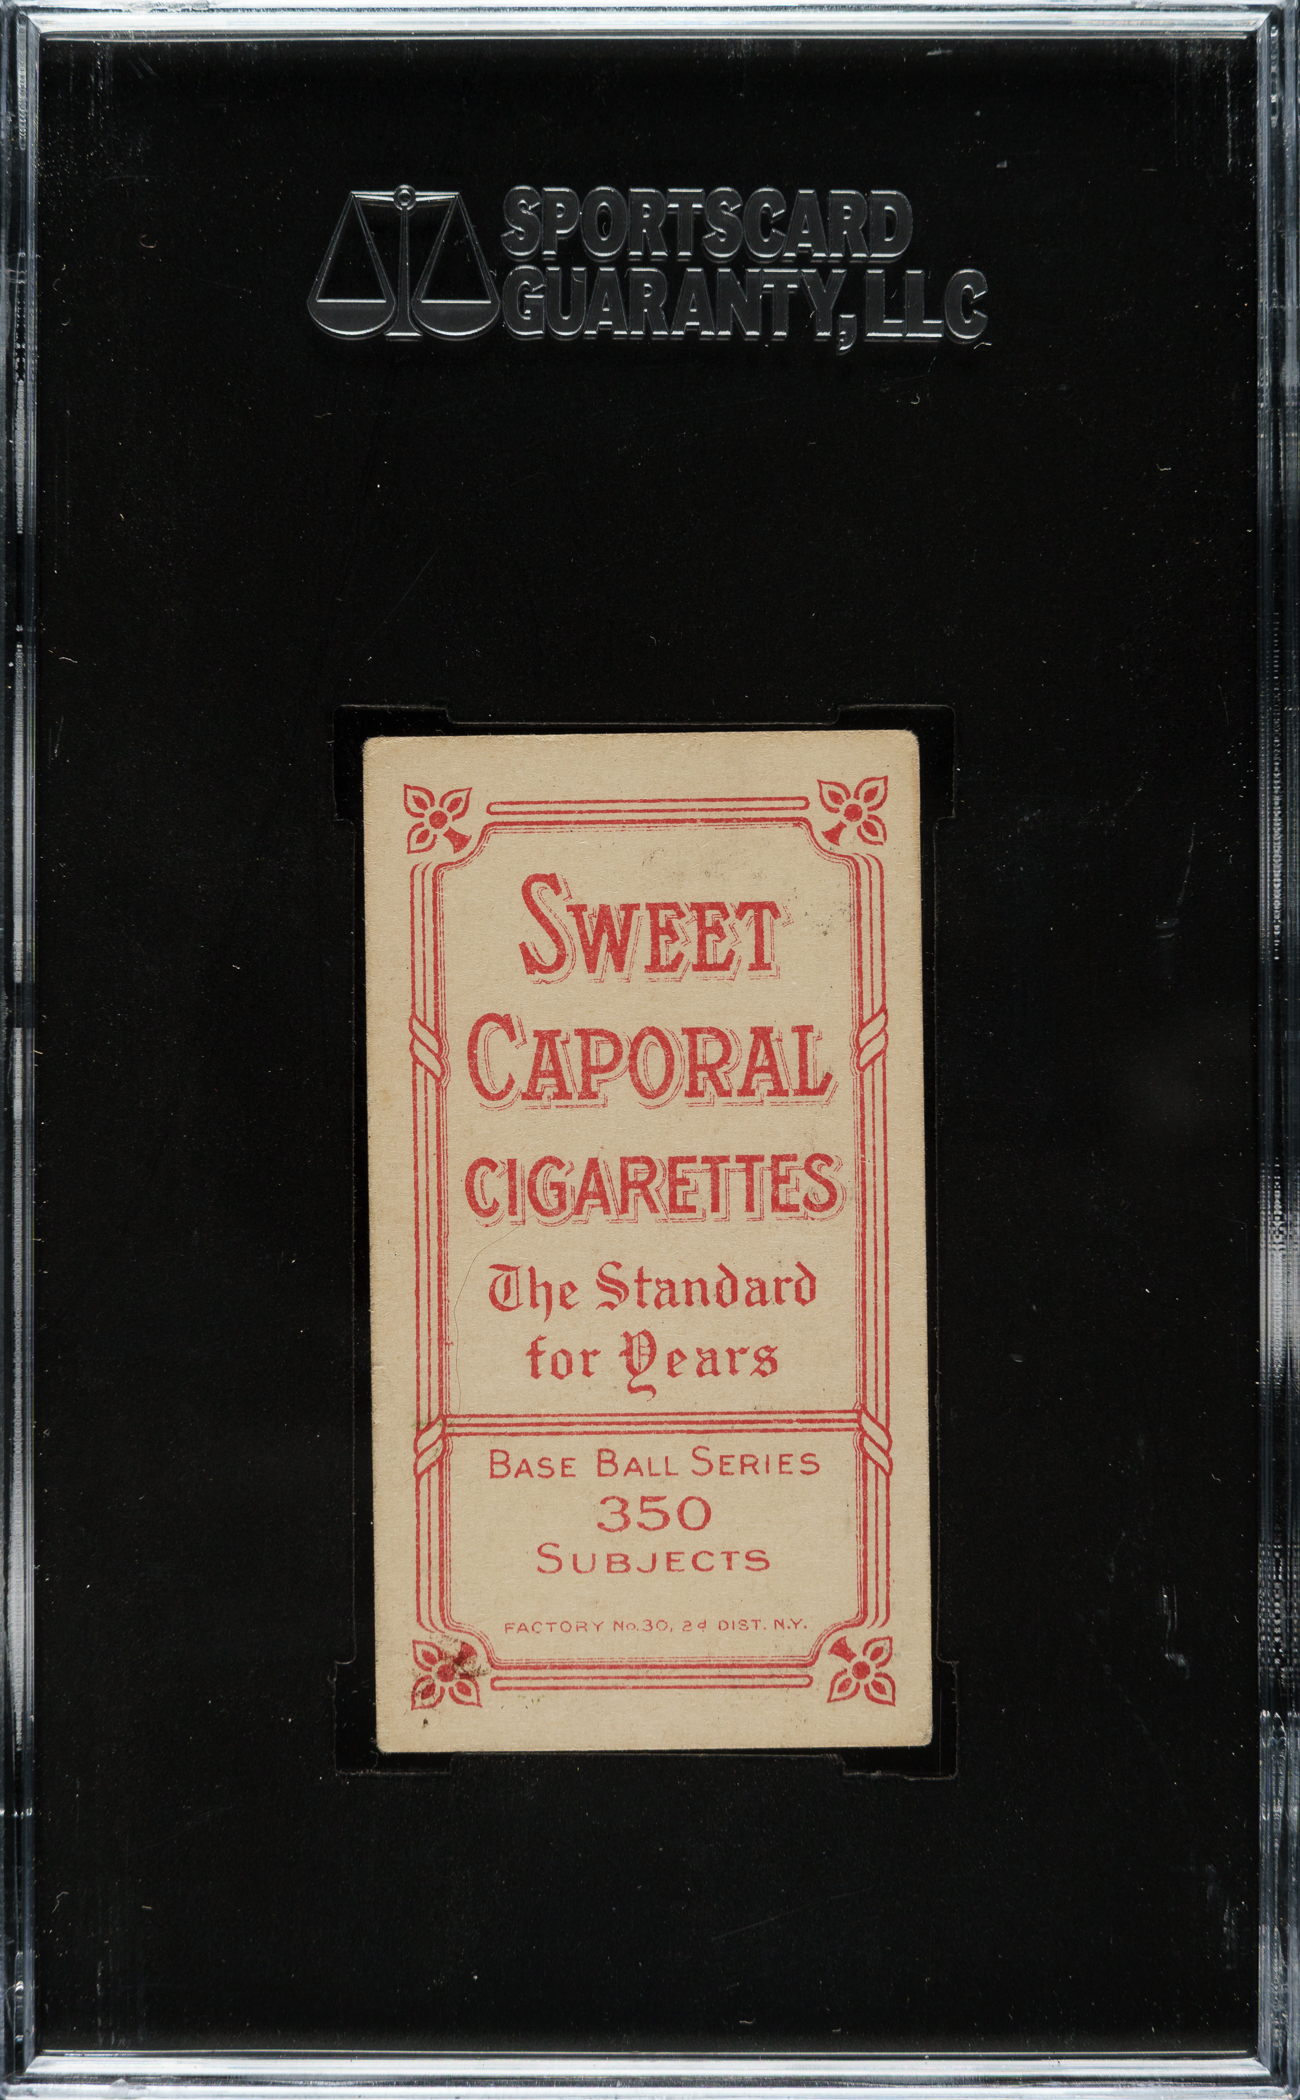 SPORTSCARD
GUARANTY, LLC
SWEET
CAPORAL
CIGARETTES
The Standard
for Years
BASE BALL SERIES
350
SUBJECTS
FACTORY No. 30, 2d DIST. N.Y.